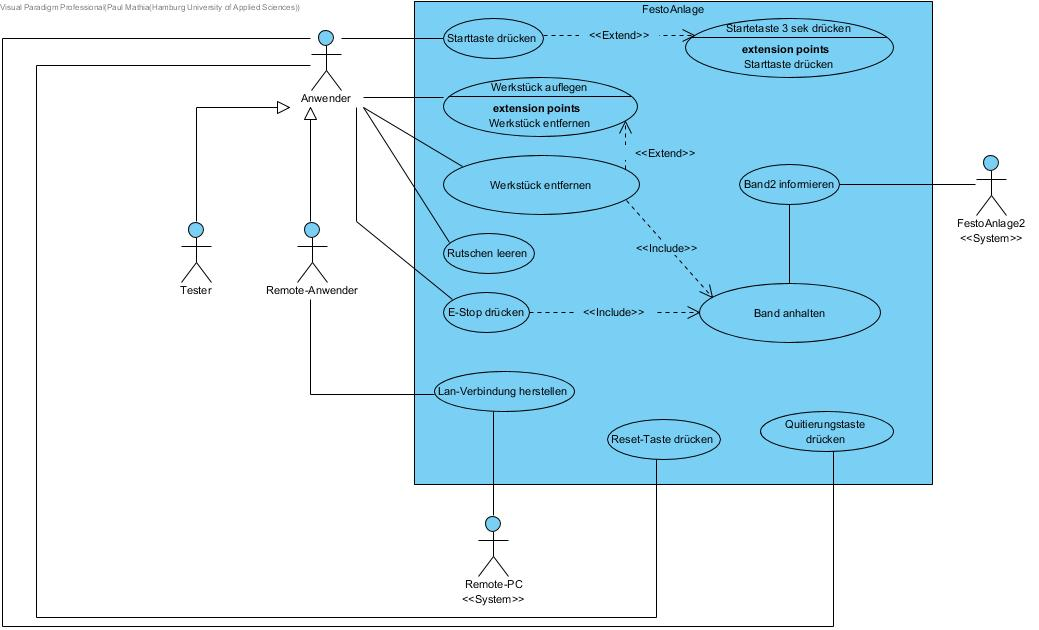 Visual Paradigm Professional(Paul Mathia(Hamburg University of Applied Sciences))
FestoAnlage
Starttaste drücken
<<Extend>>
Startetaste 3 sek drücken
extension points
Starttaste drücken
Anwender
Werkstück auflegen
extension points
Werkstück entfernen
<<Extend>>
Werkstück entfernen
Band2 informieren
FestoAnlage2
<<System>>
<<Include>>
Rutschen leeren
Tester
Remote-Anwender
E-Stop drücken
<<Include>>
Band anhalten
Lan-Verbindung herstellen
Reset-Taste drücken
Quitierungstaste
drücken
Remote-PC
<<System>>